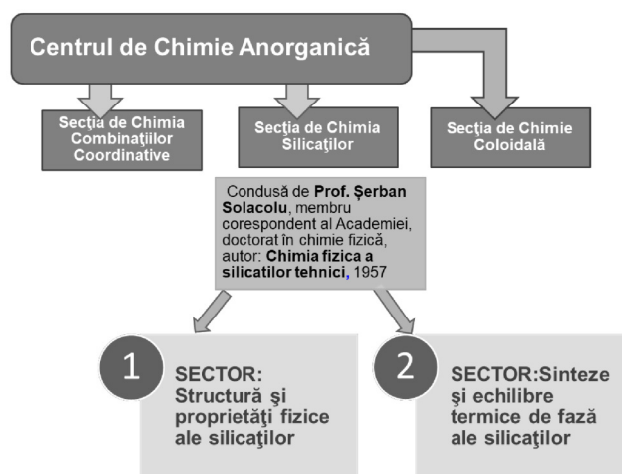 Centrul de Chimie Anorganică
Secţia de Chimia
Combinaţiilor
Coordinative
Secţia de Chimia
Silicaţilor
Secţia de Chimie
Coloidală
Condusă de Prof. Şerban
Solacolu, membru
corespondent al Academiei,
doctorat în chimie fizică,
autor: Chimia fizica a
silicatilor tehnici, 1957
1
SECTOR:
Structură şi
proprietăţi fizice
ale silicaţilor
2
SECTOR:Sinteze
şi echilibre
termice de fază
ale silicaţilor